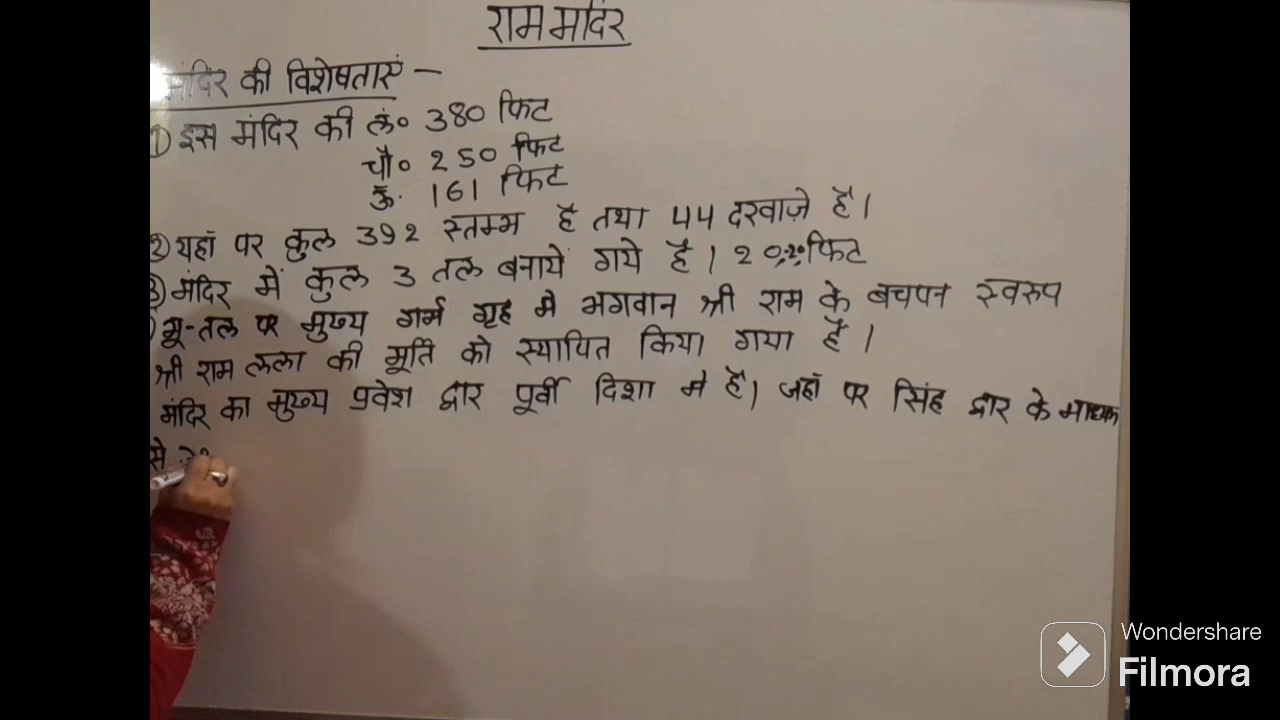 राम मंदिर
मंदिर की विशेषताएं –
① इस मंदिर की लं० 380 फिट
चौ० 250 फिट
ऊ. 161 फिट
② यहां पर कुल 392 स्तम्भ है तथा 44 दरवाज़े है।
③ मंदिर में कुल 3 तल बनाये गये है। 20,20, फिट
भू-तल पर मुख्य गर्भ गृह मे भगवान श्री राम के बचपन स्वरुप
श्री राम लला की मूर्ति को स्थापित किया गया है।
मंदिर का मुख्य प्रवेश द्वार पूर्वी दिशा मे है। जहां पर सिंह द्वार के माध्यम
से
Wondershare
Filmora